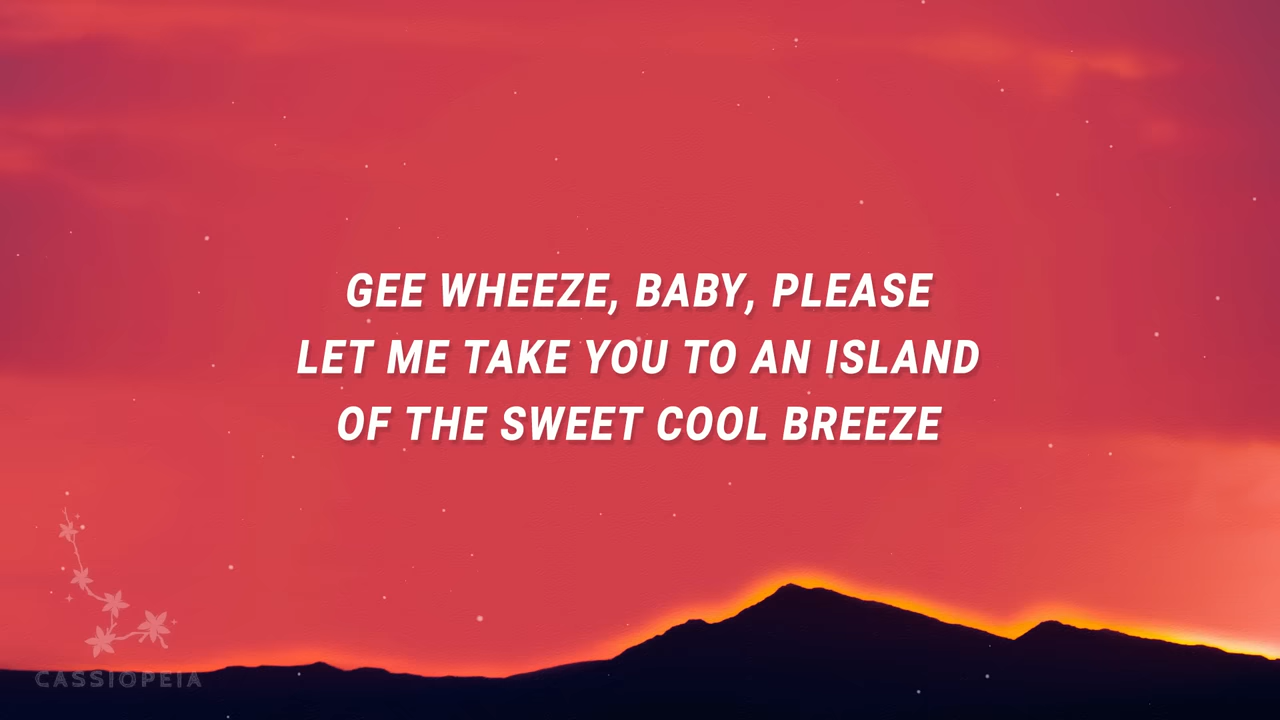 GEE WHEEZE, BABY, PLEASE
LET ME TAKE YOU TO AN ISLAND
OF THE SWEET COOL BREEZE
CASSIOPEIA